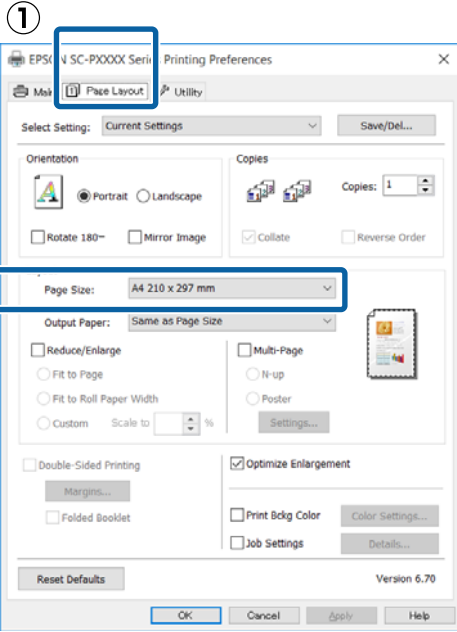 ①
EPSON SC-PXXXX Series Printing Preferences
Main Page Layout Utility
Select Setting: Current Settings Save/Del...
Orientation
Portrait Landscape
Rotate 180° Mirror Image
Copies
Copies: 1
Collate Reverse Order
Page Size: A4 210 x 297 mm
Output Paper: Same as Page Size
Reduce/Enlarge
Fit to Page
Fit to Roll Paper Width
Custom Scale to %
Multi-Page
N-up
Poster
Settings...
Double-Sided Printing
Margins...
Folded Booklet
Optimize Enlargement
Print Bckg Color Color Settings...
Job Settings Details...
Reset Defaults Version 6.70
OK Cancel Apply Help